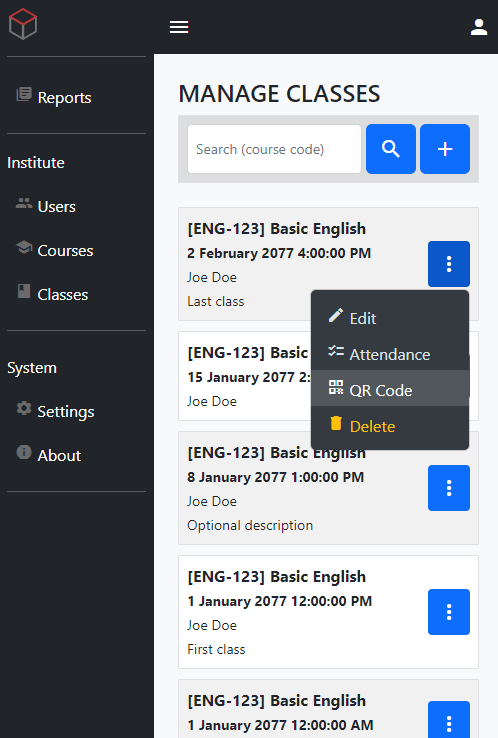 Reports
Institute
Users
Courses
Classes
System
Settings
About
MANAGE CLASSES
Search (course code)
[ENG-123] Basic English
2 February 2077 4:00:00 PM
Joe Doe
Last class
Edit
Attendance
QR Code
Delete
[ENG-123] Basic
15 January 2077 2:
Joe Doe
[ENG-123] Basic English
8 January 2077 1:00:00 PM
Joe Doe
Optional description
[ENG-123] Basic English
1 January 2077 12:00:00 PM
Joe Doe
First class
[ENG-123] Basic English
1 January 2077 12:00:00 AM